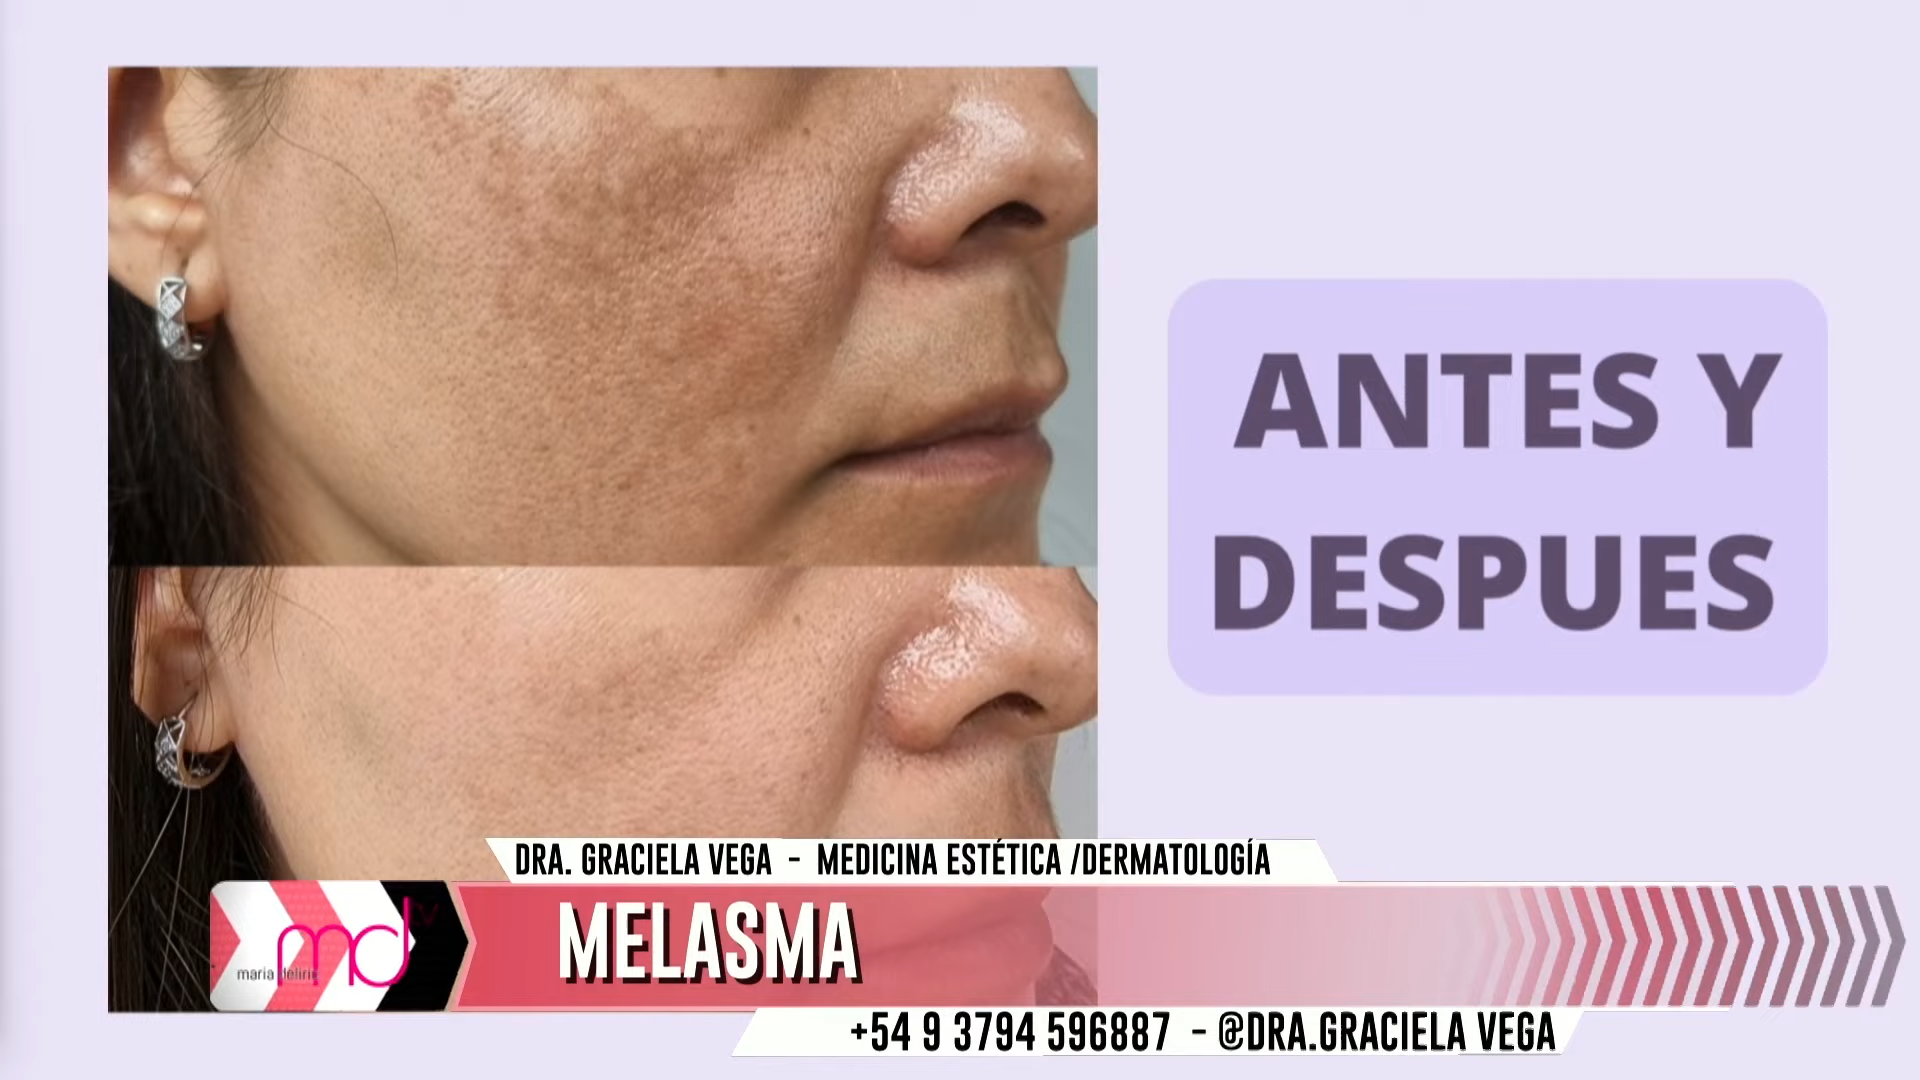 ANTES Y
DESPUES
DRA. GRACIELA VEGA - MEDICINA ESTÉTICA /DERMATOLOGÍA
MELASMA
md tv
maria delirio
+54 9 3794 596887 - @DRA.GRACIELA VEGA